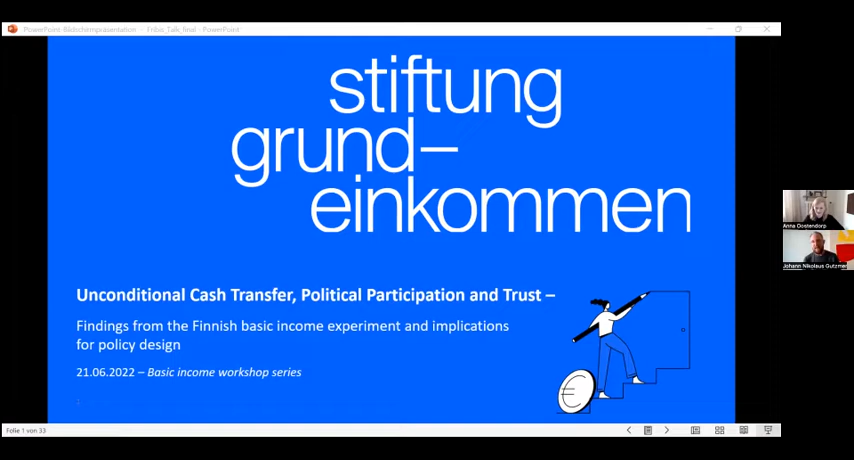 PowerPoint Bildschirmpräsentation - Fribis_Talk_final - PowerPoint
stiftung
grund–
einkommen
Unconditional Cash Transfer, Political Participation and Trust –
Findings from the Finnish basic income experiment and implications
for policy design
21.06.2022 – Basic income workshop series
Anna Oostendorp
Johann Nikolaus Gutzmer
Folie 1 von 33